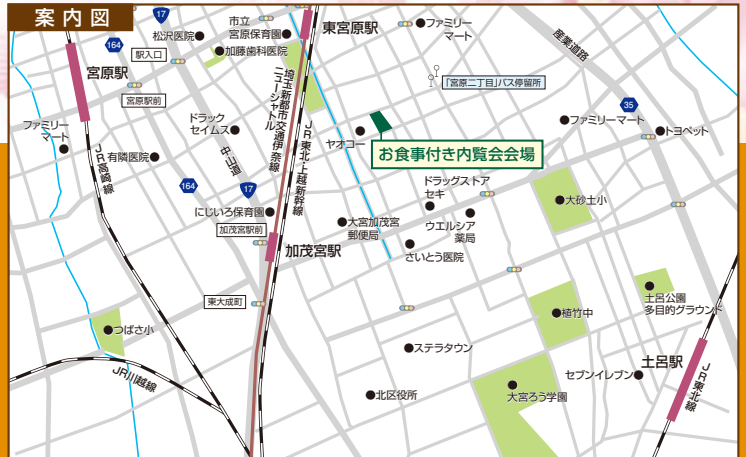 案内図
17
市立
宮原保育園
松沢医院
164
加藤歯科医院
駅入口
東宮原駅
ファミリー
マート
産業道路
宮原駅
宮原駅前
「宮原二丁目」バス停留所
35
埼玉新都市交通伊奈線
ニューシャトル
JR東北・上越新幹線
ドラック
セイムス
ファミリー
マート
ヤオコー
ファミリーマート
トヨペット
お食事付き内覧会会場
有隣医院
JR高崎線
中山道
164
17
ドラッグストア
セキ
大砂土小
にじいろ保育園
大宮加茂宮
郵便局
ウエルシア
薬局
加茂宮駅前
加茂宮駅
さいとう医院
東大成町
土呂公園
多目的グラウンド
植竹中
つばさ小
ステラタウン
土呂駅
JR川越線
セブンイレブン
JR東北線
北区役所
大宮ろう学園